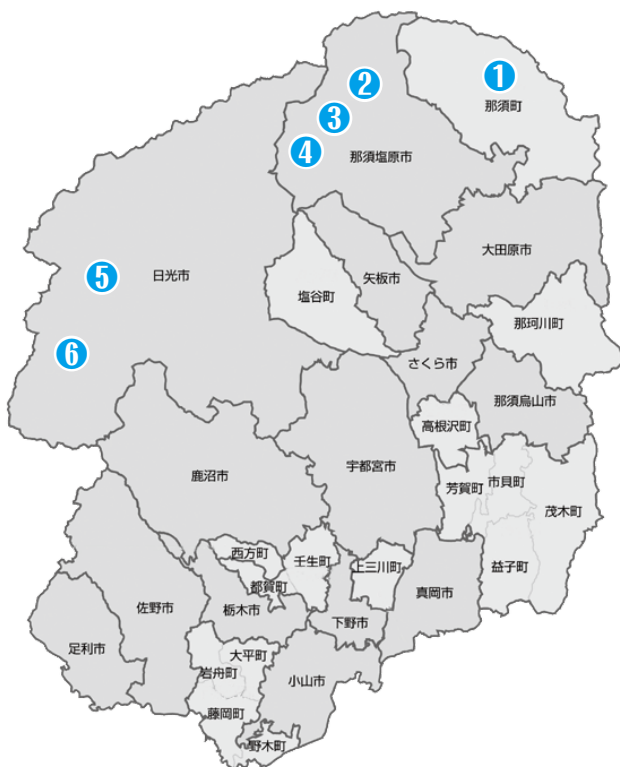 1
那須町
2
3
4
那須塩原市
大田原市
5
日光市
矢板市
塩谷町
那珂川町
6
さくら市
那須烏山市
高根沢町
鹿沼市
宇都宮市
芳賀町
市貝町
茂木町
西方町
壬生町
上三川町
益子町
都賀町
真岡市
佐野市
栃木市
下野市
足利市
大平町
岩舟町
小山市
藤岡町
野木町